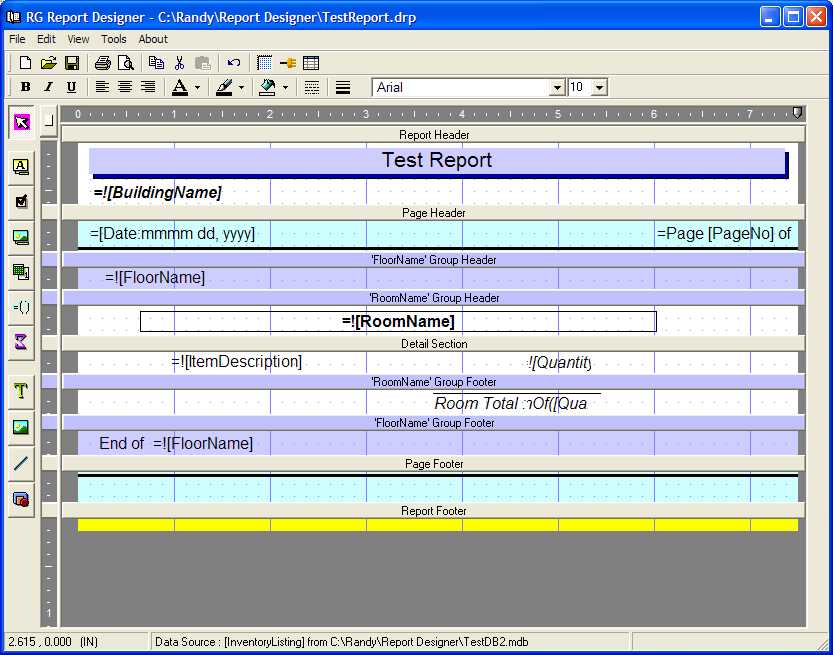 RG Report Designer - C:\Randy\Report Designer\TestReport.drp
File Edit View Tools About
B I U A Arial 10
0 1 2 3 4 5 6 7
Report Header
Test Report
=![BuildingName]
Page Header
=[Date:mmmm dd, yyyy] =Page [PageNo] of
'FloorName' Group Header
=![FloorName]
'RoomName' Group Header
=![RoomName]
Detail Section
=![ItemDescription] ![Quantity
'RoomName' Group Footer
Room Total :nOf([Qua
'FloorName' Group Footer
End of =![FloorName]
Page Footer
Report Footer
1
2.615 , 0.000 (IN) Data Source : [InventoryListing] from C:\Randy\Report Designer\TestDB2.mdb